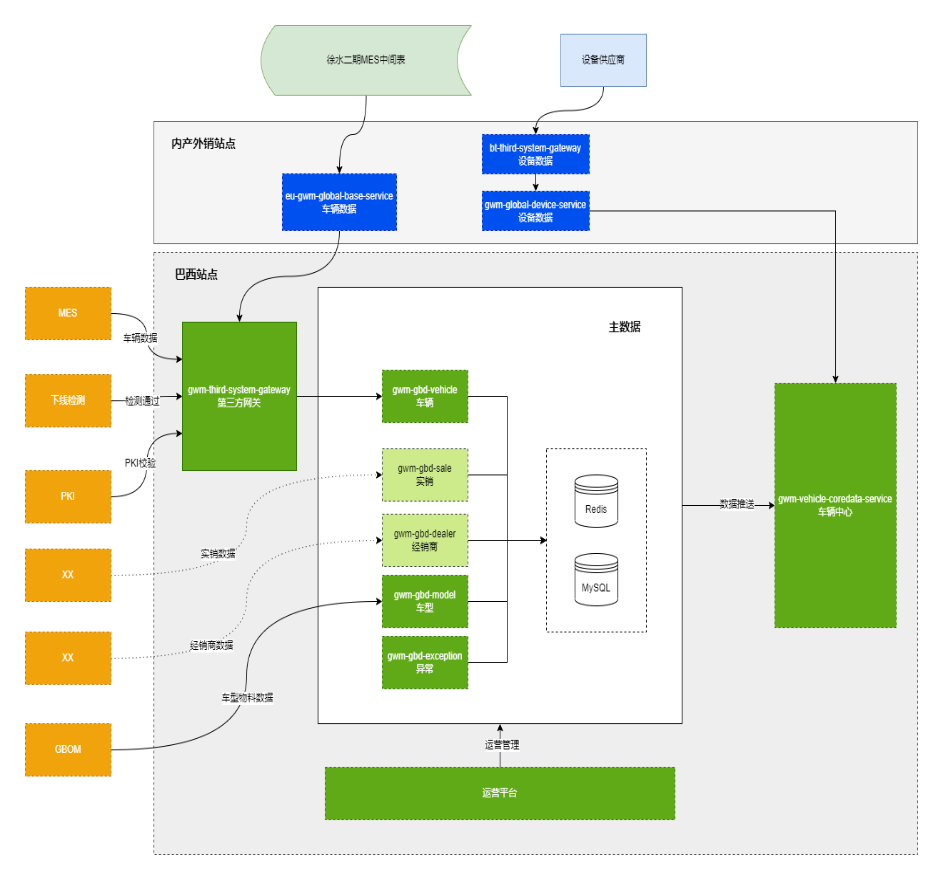 徐水二期MES中间表
设备供应商
内产外销站点
bt-third-system-gateway
设备数据
eu-gwm-global-base-service
车辆数据
gwm-global-device-service
设备数据
巴西站点
MES
车辆数据
主数据
gwm-third-system-gateway
第三方网关
gwm-gbd-vehicle
车辆
下线检测
检测通过
PKI校验
PKI
gwm-gbd-sale
实销
Redis
数据推送
gwm-vehicle-coredata-service
车辆中心
gwm-gbd-dealer
经销商
实销数据
XX
gwm-gbd-model
车型
MySQL
经销商数据
XX
gwm-gbd-exception
异常
车型物料数据
GBOM
运营管理
运营平台